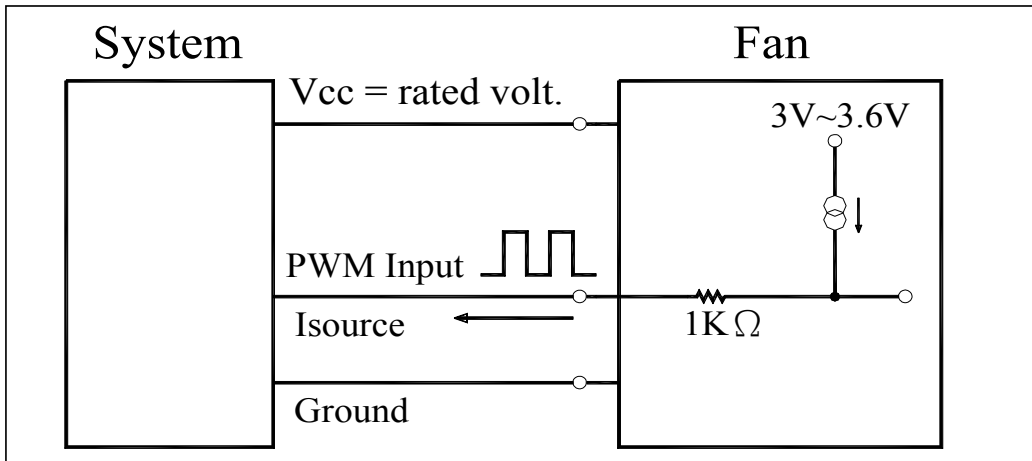 System
Fan
Vcc = rated volt.
3V~3.6V
PWM Input
Isource
1KΩ
Ground